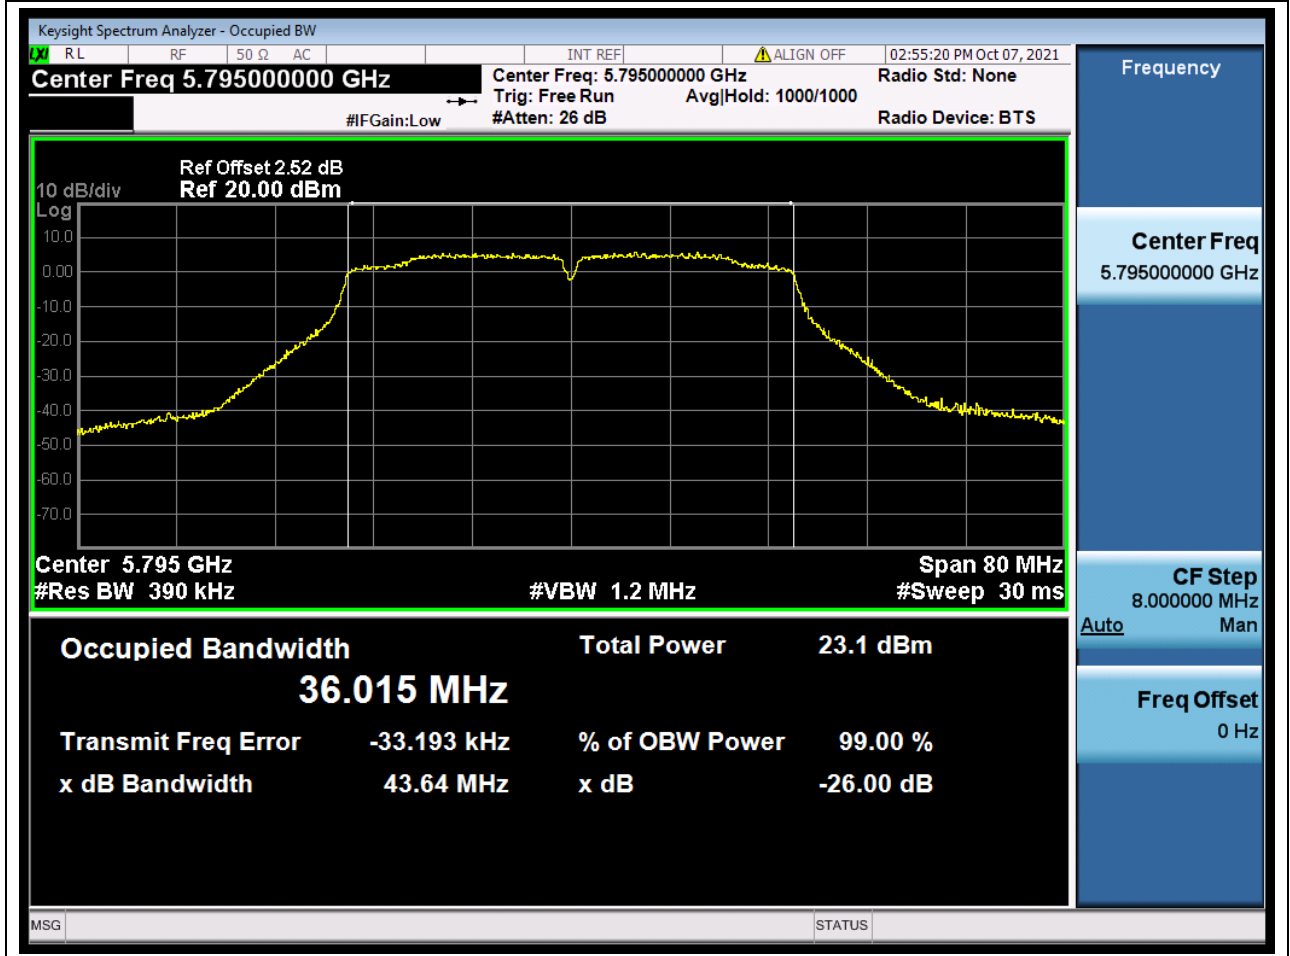 Keysight Spectrum Analyzer - Occupied BW
LXI RL RF 50 Ω AC INT REF ALIGN OFF 02:55:20 PM Oct 07, 2021
Center Freq 5.795000000 GHz
Center Freq: 5.795000000 GHz Radio Std: None
Trig: Free Run Avg|Hold: 1000/1000
#IFGain:Low #Atten: 26 dB Radio Device: BTS
Ref Offset 2.52 dB
10 dB/div Ref 20.00 dBm
Log
10.0
0.00
-10.0
-20.0
-30.0
-40.0
-50.0
-60.0
-70.0
Center 5.795 GHz Span 80 MHz
#Res BW 390 kHz #VBW 1.2 MHz #Sweep 30 ms
Occupied Bandwidth Total Power 23.1 dBm
36.015 MHz
Transmit Freq Error -33.193 kHz % of OBW Power 99.00 %
x dB Bandwidth 43.64 MHz x dB -26.00 dB
Frequency
Center Freq
5.795000000 GHz
CF Step
8.000000 MHz
Auto Man
Freq Offset
0 Hz
MSG STATUS